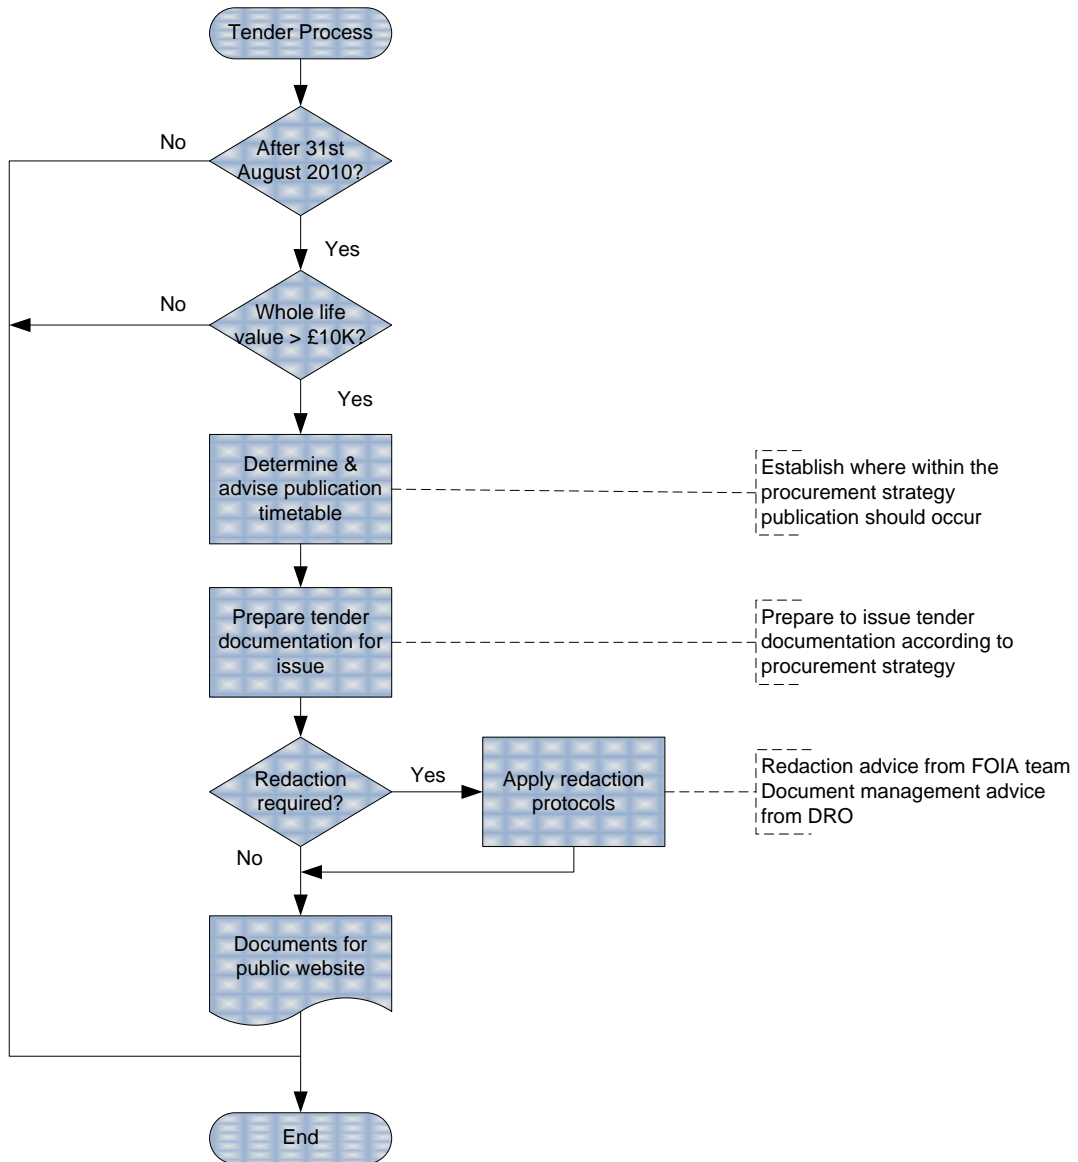 Tender Process
No
After 31st
August 2010?
Yes
No
Whole life
value > £10K?
Yes
Determine &
advise publication
timetable
Establish where within the
procurement strategy
publication should occur
Prepare tender
documentation for
issue
Prepare to issue tender
documentation according to
procurement strategy
Redaction
required?
Yes
Apply redaction
protocols
Redaction advice from FOIA team
Document management advice
from DRO
No
Documents for
public website
End